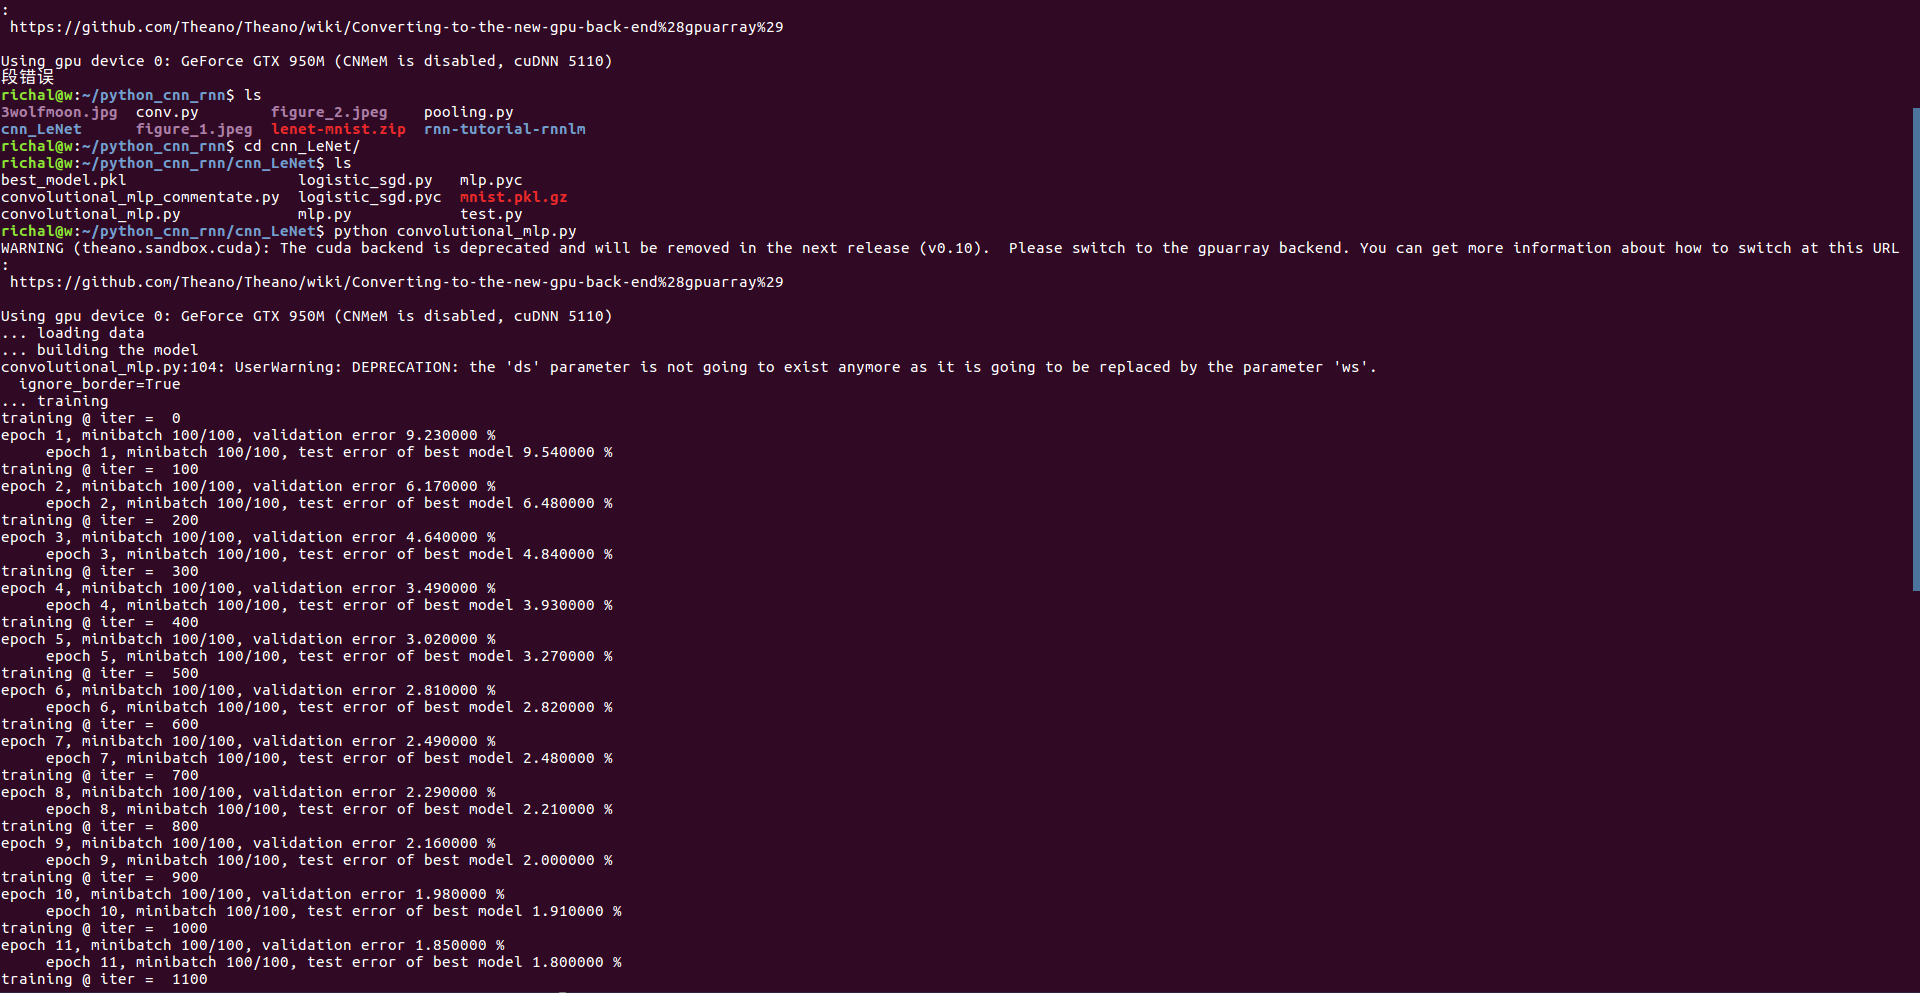 :
 https://github.com/Theano/Theano/wiki/Converting-to-the-new-gpu-back-end%28gpuarray%29
Using gpu device 0: GeForce GTX 950M (CNMeM is disabled, cuDNN 5110)
段错误
richal@w:~/python_cnn_rnn$ ls
3wolfmoon.jpg  conv.py        figure_2.jpeg    pooling.py
cnn_LeNet      figure_1.jpeg  lenet-mnist.zip  rnn-tutorial-rnnlm
richal@w:~/python_cnn_rnn$ cd cnn_LeNet/
richal@w:~/python_cnn_rnn/cnn_LeNet$ ls
best_model.pkl                   logistic_sgd.py   mlp.pyc
convolutional_mlp_commentate.py  logistic_sgd.pyc  mnist.pkl.gz
convolutional_mlp.py             mlp.py            test.py
richal@w:~/python_cnn_rnn/cnn_LeNet$ python convolutional_mlp.py
WARNING (theano.sandbox.cuda): The cuda backend is deprecated and will be removed in the next release (v0.10).  Please switch to the gpuarray backend. You can get more information about how to switch at this URL
:
 https://github.com/Theano/Theano/wiki/Converting-to-the-new-gpu-back-end%28gpuarray%29
Using gpu device 0: GeForce GTX 950M (CNMeM is disabled, cuDNN 5110)
... loading data
... building the model
convolutional_mlp.py:104: UserWarning: DEPRECATION: the 'ds' parameter is not going to exist anymore as it is going to be replaced by the parameter 'ws'.
  ignore_border=True
... training
training @ iter =  0
epoch 1, minibatch 100/100, validation error 9.230000 %
     epoch 1, minibatch 100/100, test error of best model 9.540000 %
training @ iter =  100
epoch 2, minibatch 100/100, validation error 6.170000 %
     epoch 2, minibatch 100/100, test error of best model 6.480000 %
training @ iter =  200
epoch 3, minibatch 100/100, validation error 4.640000 %
     epoch 3, minibatch 100/100, test error of best model 4.840000 %
training @ iter =  300
epoch 4, minibatch 100/100, validation error 3.490000 %
     epoch 4, minibatch 100/100, test error of best model 3.930000 %
training @ iter =  400
epoch 5, minibatch 100/100, validation error 3.020000 %
     epoch 5, minibatch 100/100, test error of best model 3.270000 %
training @ iter =  500
epoch 6, minibatch 100/100, validation error 2.810000 %
     epoch 6, minibatch 100/100, test error of best model 2.820000 %
training @ iter =  600
epoch 7, minibatch 100/100, validation error 2.490000 %
     epoch 7, minibatch 100/100, test error of best model 2.480000 %
training @ iter =  700
epoch 8, minibatch 100/100, validation error 2.290000 %
     epoch 8, minibatch 100/100, test error of best model 2.210000 %
training @ iter =  800
epoch 9, minibatch 100/100, validation error 2.160000 %
     epoch 9, minibatch 100/100, test error of best model 2.000000 %
training @ iter =  900
epoch 10, minibatch 100/100, validation error 1.980000 %
     epoch 10, minibatch 100/100, test error of best model 1.910000 %
training @ iter =  1000
epoch 11, minibatch 100/100, validation error 1.850000 %
     epoch 11, minibatch 100/100, test error of best model 1.800000 %
training @ iter =  1100